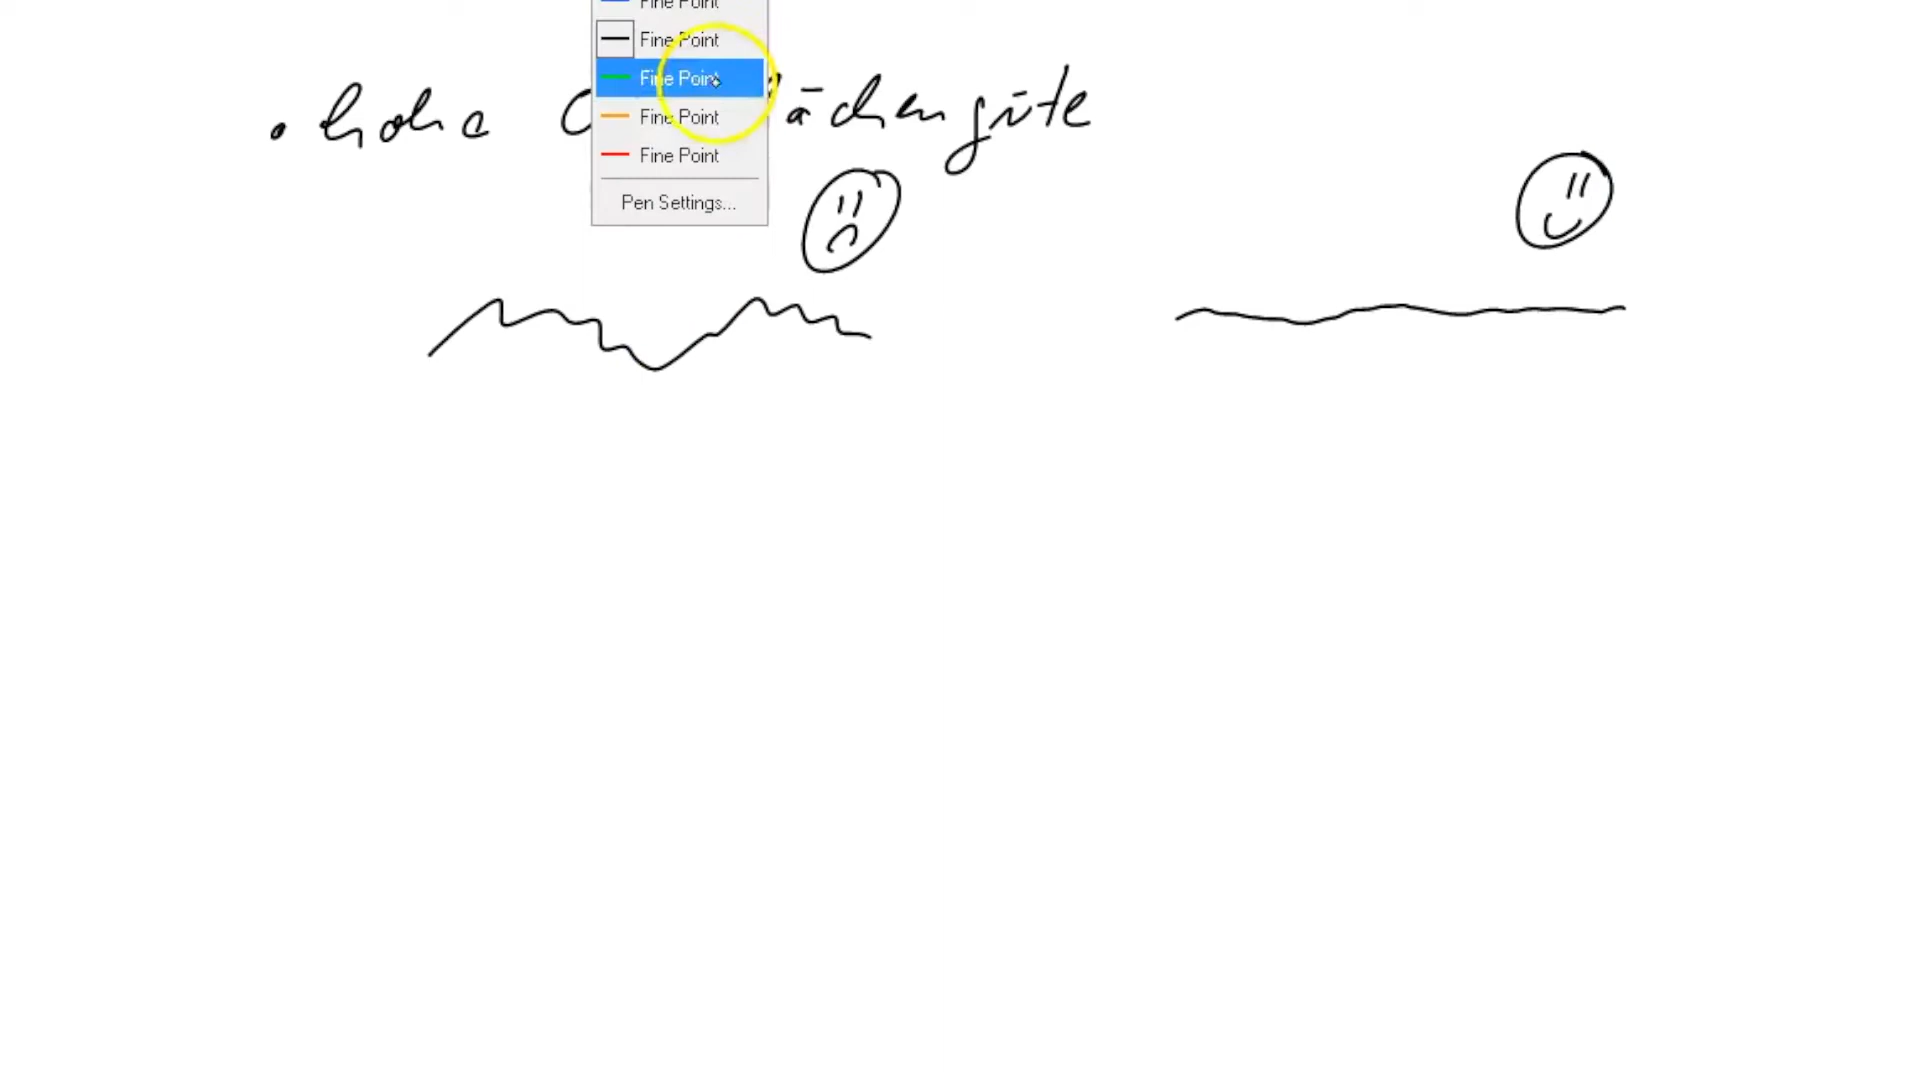 Fine Point
Fine Point
Fine Point
Fine Point
Fine Point
Pen Settings...
• hohe O ächengüte